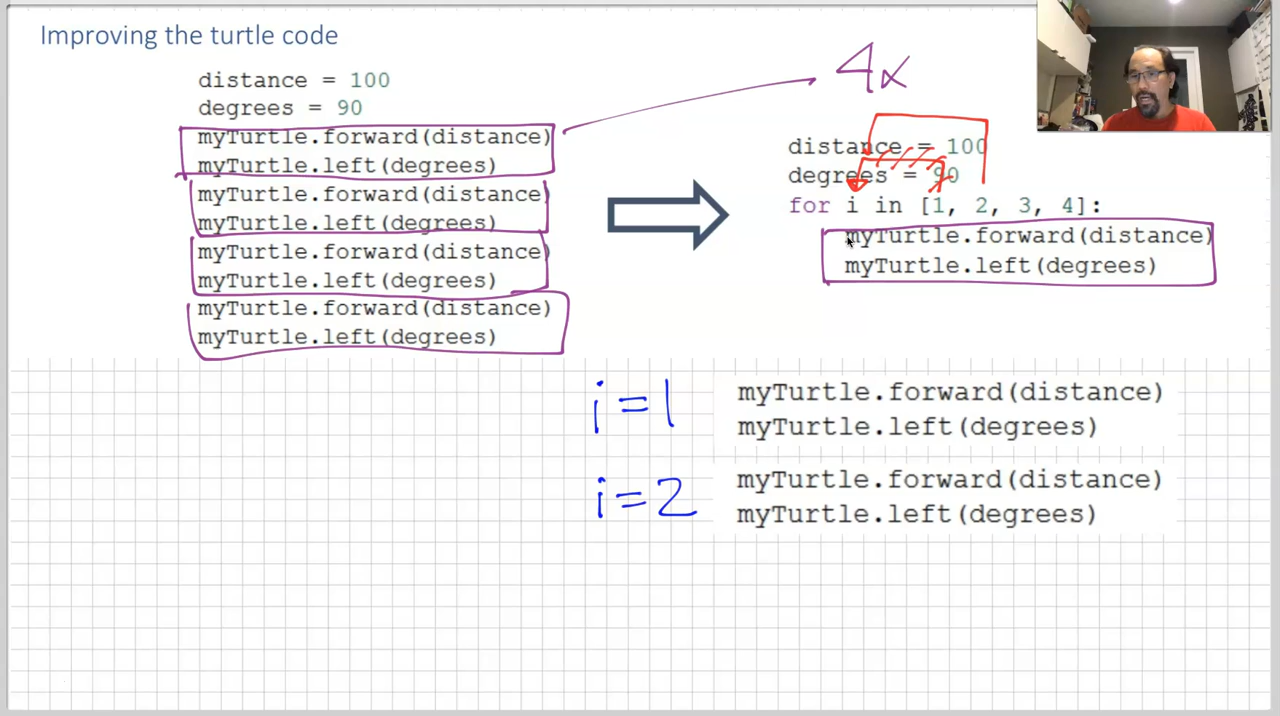 Improving the turtle code
distance = 100
degrees = 90
myTurtle.forward(distance)
myTurtle.left(degrees)
myTurtle.forward(distance)
myTurtle.left(degrees)
myTurtle.forward(distance)
myTurtle.left(degrees)
myTurtle.forward(distance)
myTurtle.left(degrees)
4x
distance = 100
degrees = 90
for i in [1, 2, 3, 4]:
myTurtle.forward(distance)
myTurtle.left(degrees)
i=1
myTurtle.forward(distance)
myTurtle.left(degrees)
i=2
myTurtle.forward(distance)
myTurtle.left(degrees)